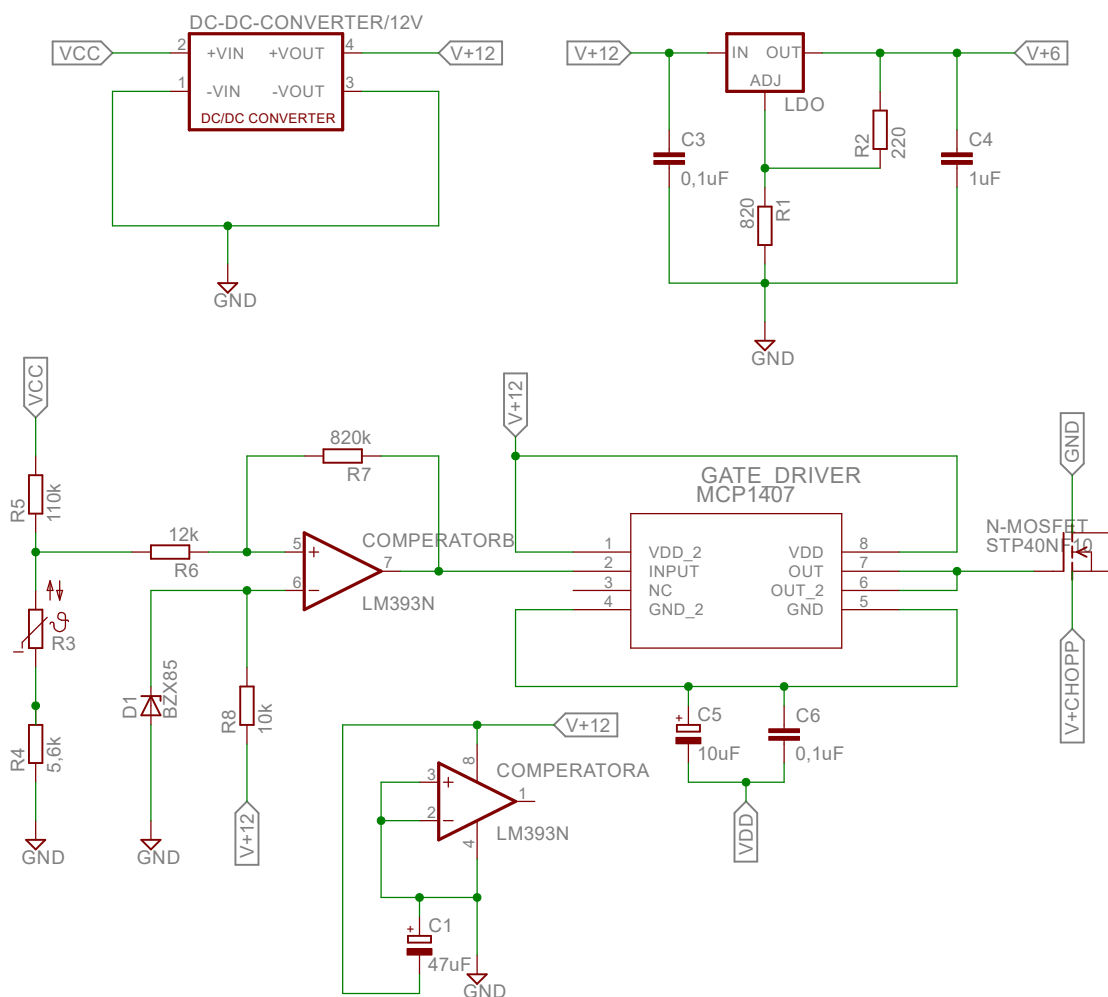 DC-DC-CONVERTER/12V
VCC
2
+VIN
+VOUT
4
V+12
1
-VIN
-VOUT
3
DC/DC CONVERTER
GND
V+12
IN
OUT
ADJ
LDO
V+6
C3
0,1uF
R2
220
C4
1uF
820
R1
GND
VCC
R5
110k
12k
R6
820k
R7
5
+
6
−
7
COMPERATORB
LM393N
R3
ϑ
R4
5,6k
GND
D1
BZX85
GND
R8
10k
V+12
V+12
8
COMPERATORA
3
+
2
−
1
LM393N
4
+
C1
47uF
GND
V+12
GATE_DRIVER
MCP1407
1
VDD_2
VDD
8
2
INPUT
OUT
7
3
NC
OUT_2
6
4
GND_2
GND
5
+
C5
10uF
C6
0,1uF
VDD
GND
N-MOSFET
STP40NF10
V+CHOPP